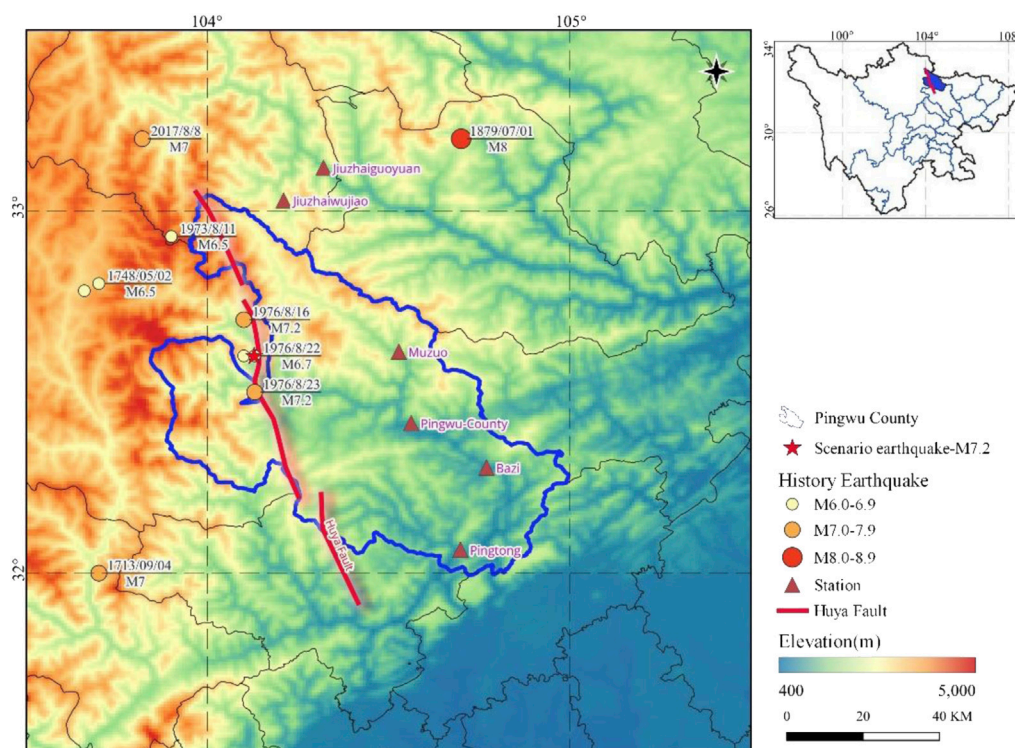 104°
105°
2017/8/8
M7
1879/07/01
M8
Jiuzhaiguoyuan
Jiuzhaiwujiao
33°
1973/8/11
M6.5
1748/05/02
M6.5
1976/8/16
M7.2
1976/8/22
M6.7
1976/8/23
M7.2
Muzuo
Pingwu-County
Bazi
Pingtong
Huya Fault
32°
1713/09/04
M7
100°
104°
108
34°
30°
26°
Pingwu County
Scenario earthquake-M7.2
History Earthquake
M6.0-6.9
M7.0-7.9
M8.0-8.9
Station
Huya Fault
Elevation(m)
400 5,000
0 20 40 KM